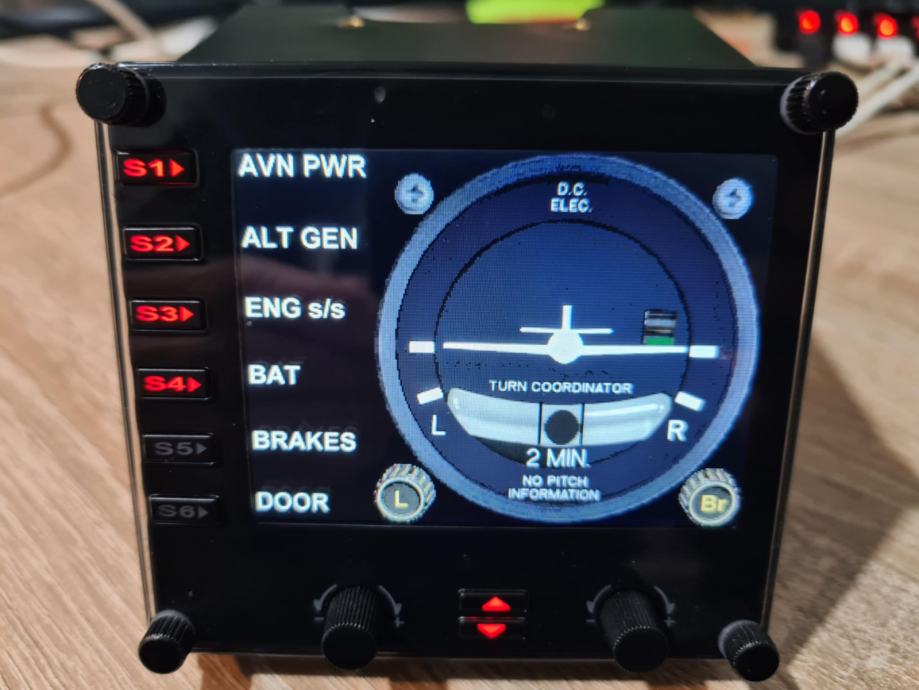 S1 AVN PWR
S2 ALT GEN
S3 ENG s/s
S4 BAT
S5 BRAKES
S6 DOOR
D.C.
ELEC.
TURN COORDINATOR
L R
2 MIN.
NO PITCH
INFORMATION
L Br